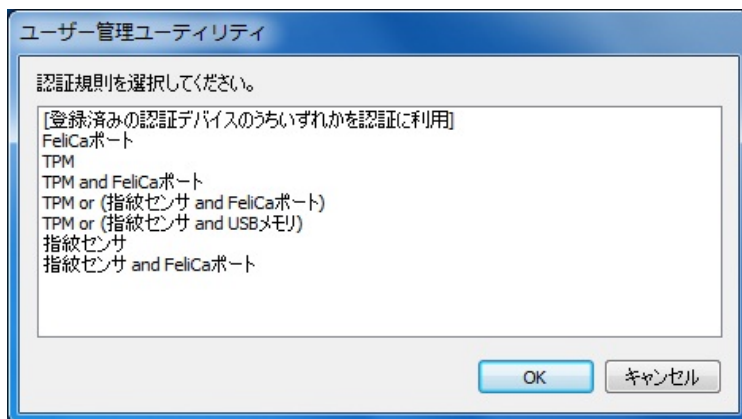 ユーザー管理ユーティリティ
認証規則を選択してください。
[登録済みの認証デバイスのうちいずれかを認証に利用]
FeliCaポート
TPM
TPM and FeliCaポート
TPM or (指紋センサ and FeliCaポート)
TPM or (指紋センサ and USBメモリ)
指紋センサ
指紋センサ and FeliCaポート
OK キャンセル